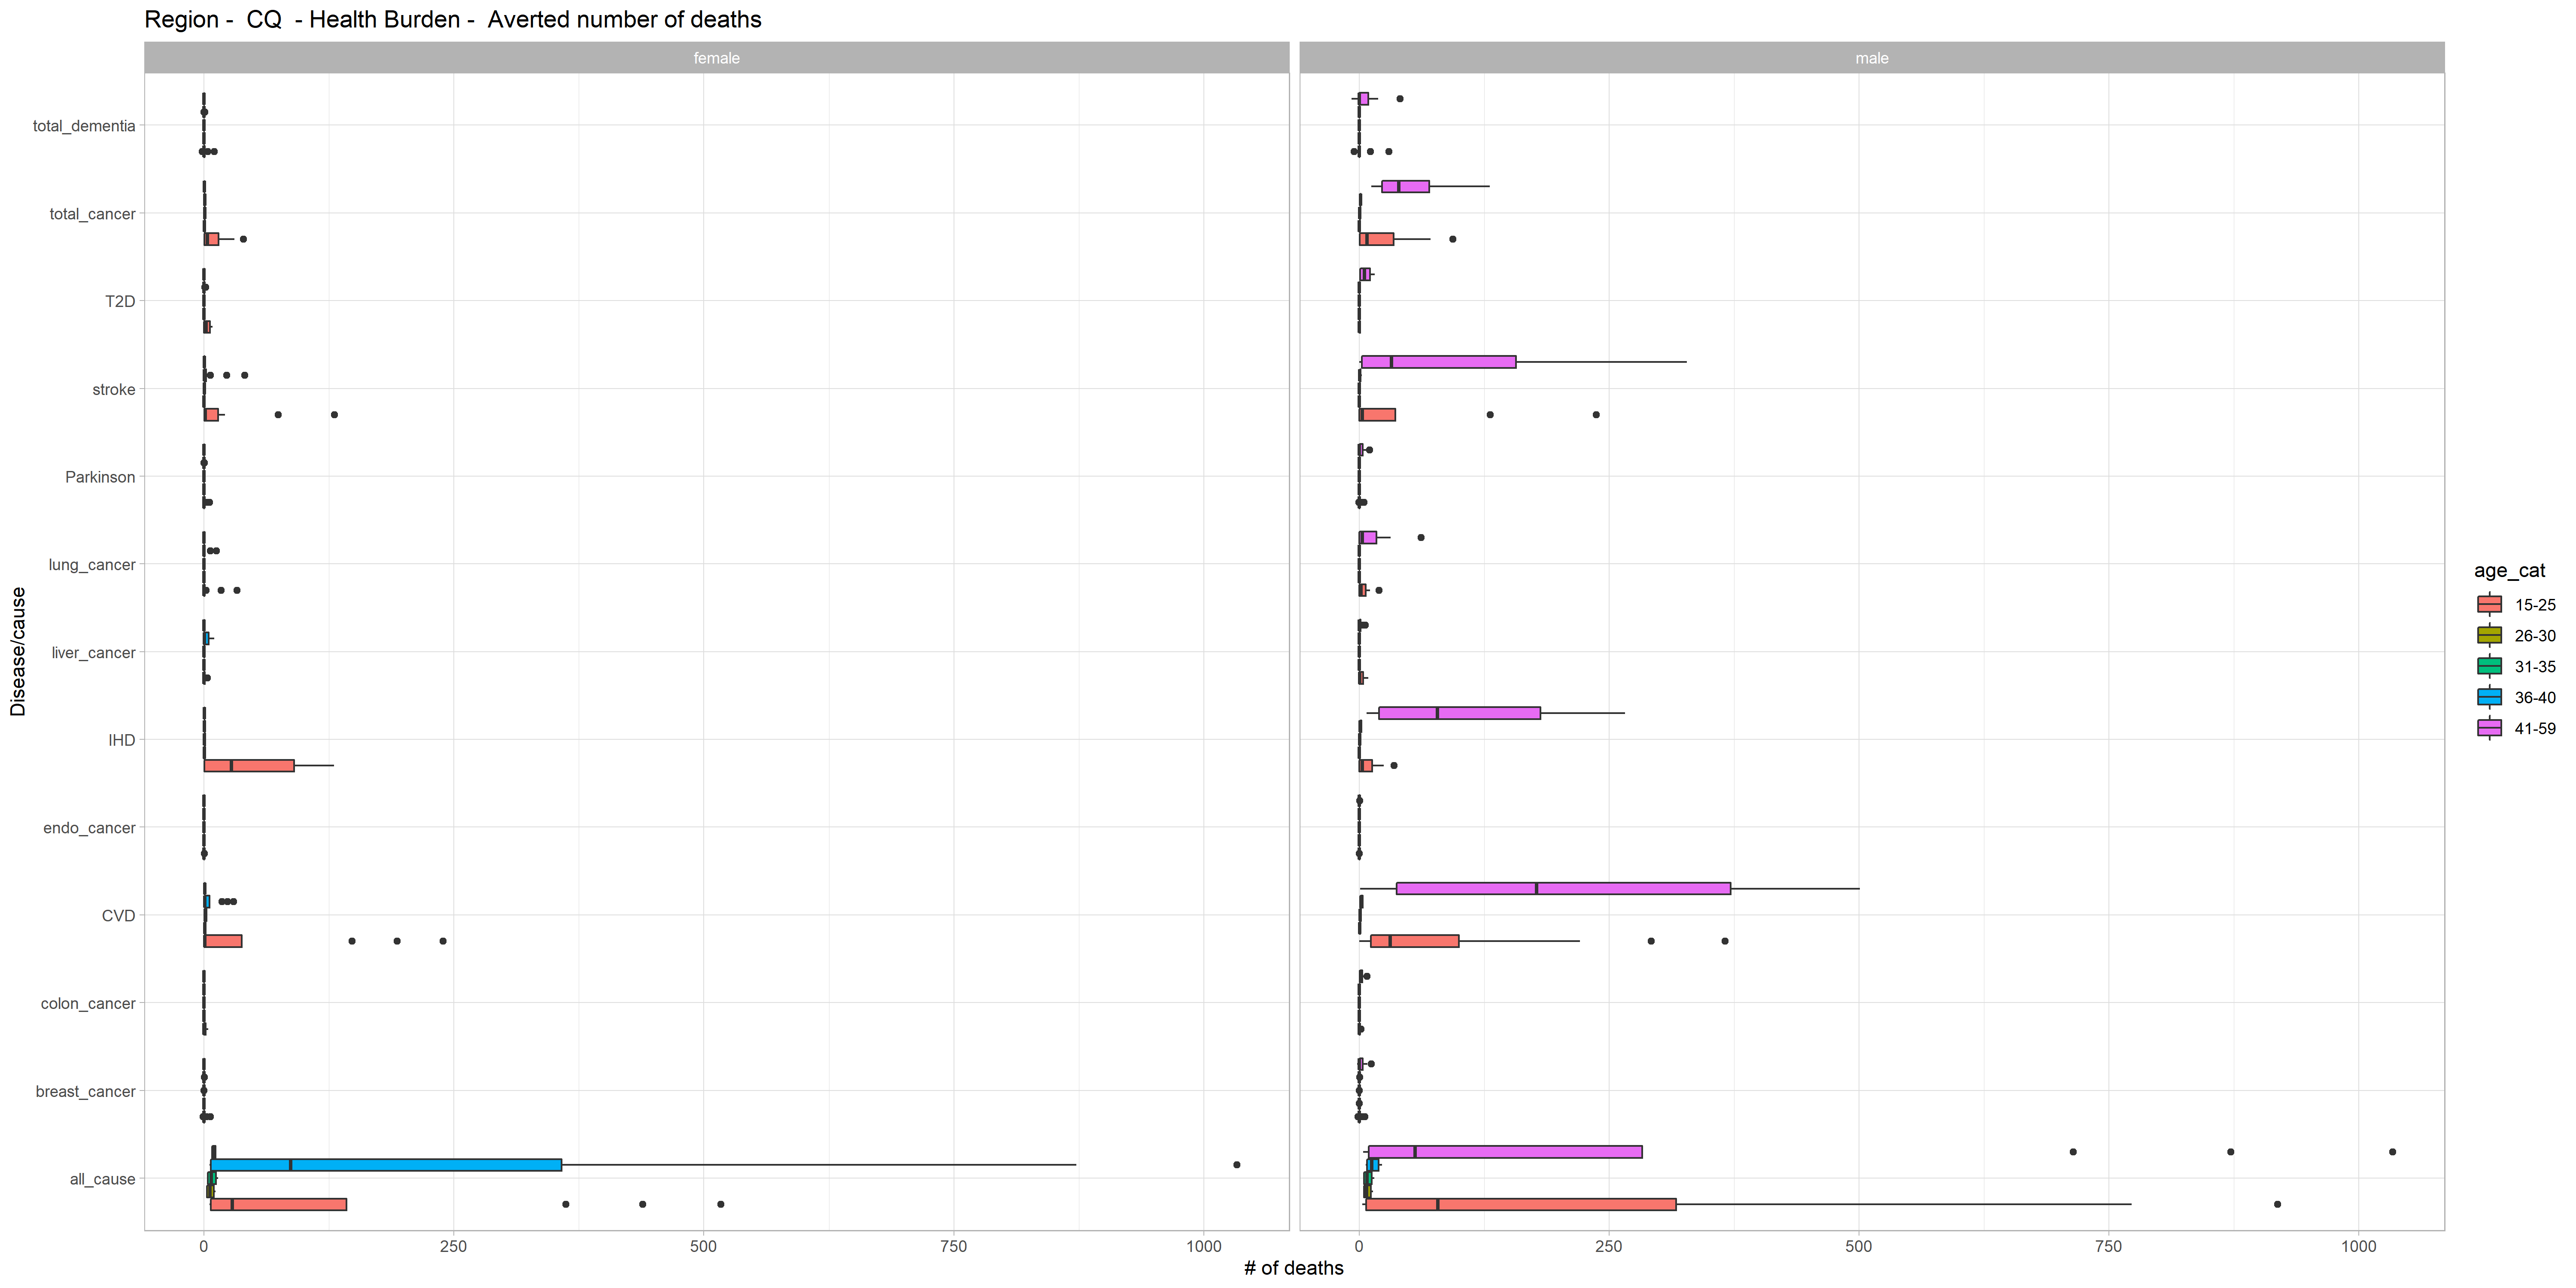 Region -  CQ  - Health Burden -  Averted number of deaths
female
male
Disease/cause
total_dementia
total_cancer
T2D
stroke
Parkinson
lung_cancer
liver_cancer
IHD
endo_cancer
CVD
colon_cancer
breast_cancer
all_cause
0 250 500 750 1000
0 250 500 750 1000
# of deaths
age_cat
15-25
26-30
31-35
36-40
41-59